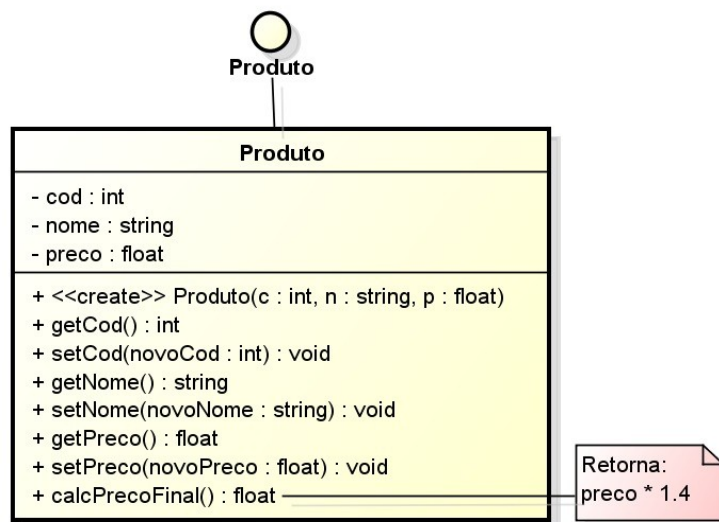 Produto
Produto
- cod : int
- nome : string
- preco : float
+ <<create>> Produto(c : int, n : string, p : float)
+ getCod() : int
+ setCod(novoCod : int) : void
+ getNome() : string
+ setNome(novoNome : string) : void
+ getPreco() : float
+ setPreco(novoPreco : float) : void
+ calcPrecoFinal() : float
Retorna:
preco * 1.4